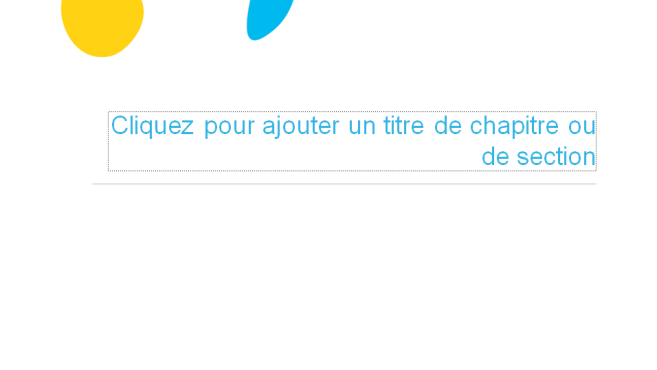 Cliquez pour ajouter un titre de chapitre ou
de section